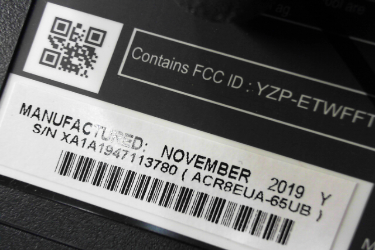 Contains FCC ID : YZP-ETWFFT
MANUFACTURED: NOVEMBER 2019 Y
S/N XA1A1947113780 ( ACR8EUA-65UB )